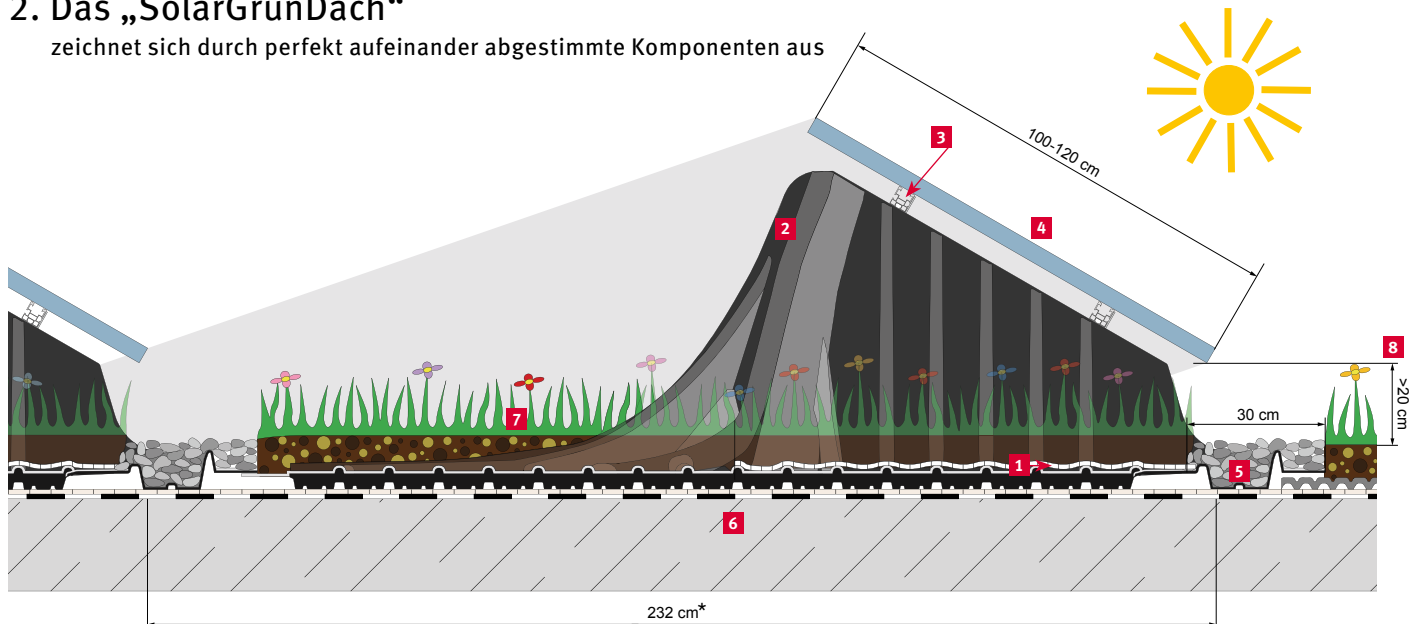 2. Das „SolarGrünDach“
zeichnet sich durch perfekt aufeinander abgestimmte Komponenten aus
100-120 cm
3
4
2
8
>20 cm
30 cm
7
1
5
6
232 cm*